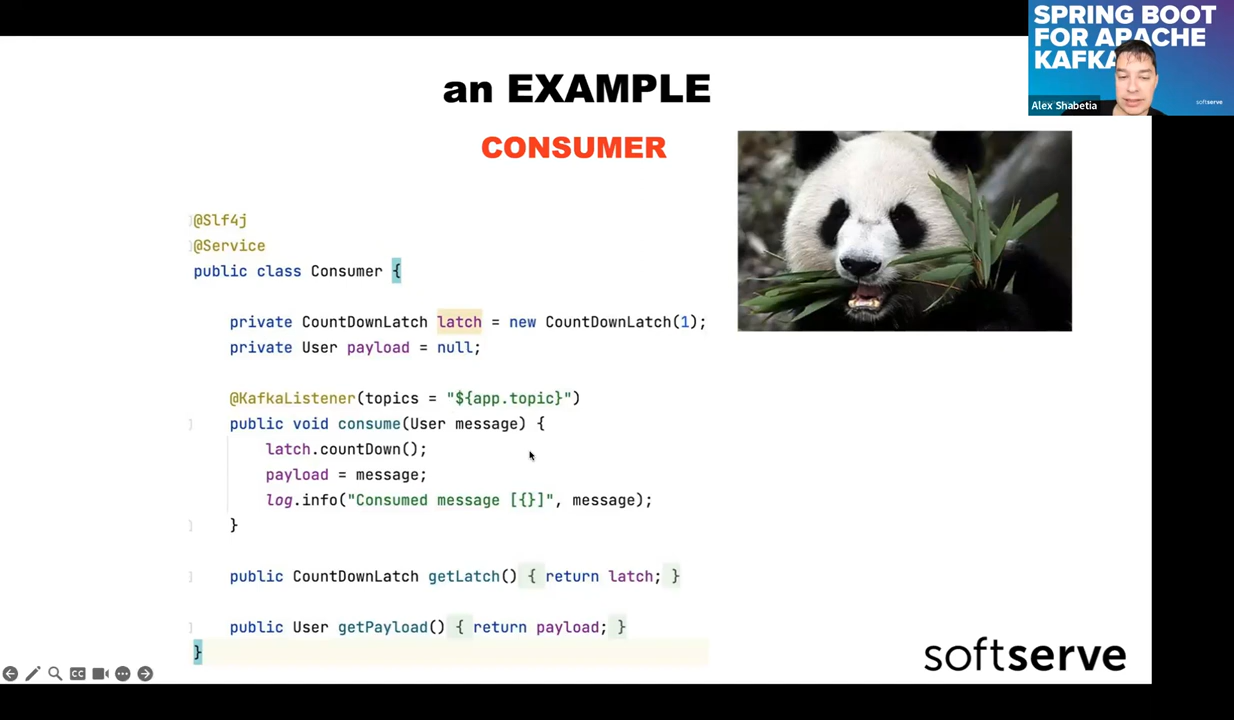 an EXAMPLE
CONSUMER
SPRING BOOT
FOR APACHE
KAFKA
Alex Shabetia
softserve
@Slf4j
@Service
public class Consumer {
private CountDownLatch latch = new CountDownLatch(1);
private User payload = null;
@KafkaListener(topics = "${app.topic}")
public void consume(User message) {
latch.countDown();
payload = message;
log.info("Consumed message [{}]", message);
}
public CountDownLatch getLatch() { return latch; }
public User getPayload() { return payload; }
}
CC
softserve